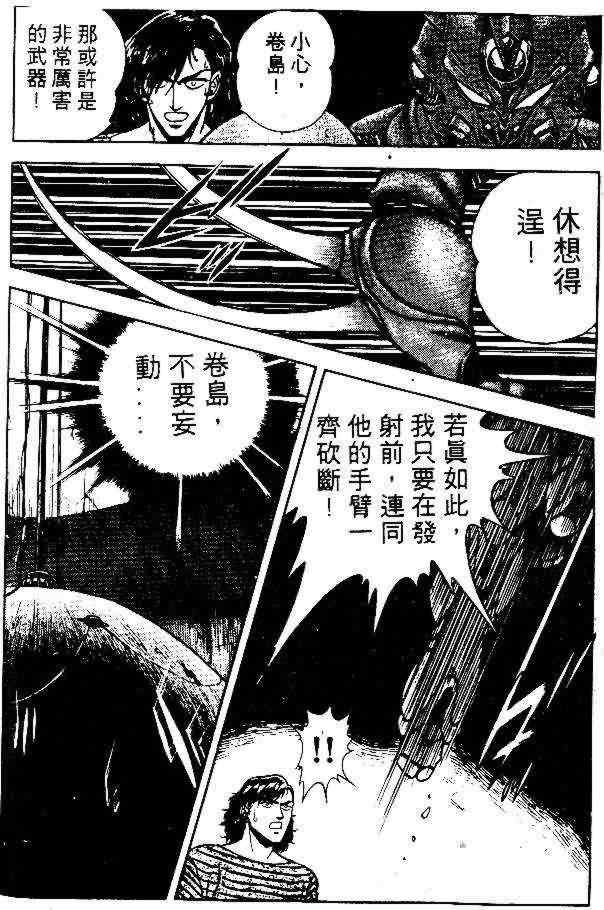 小心，
卷島！
那或許是
非常厲害
的武器！
休想得
逞！
若眞如此，
我只要在發
射前，連同
他的手臂一
齊砍斷！
！！
卷島，
不要妄
動⋯⋯